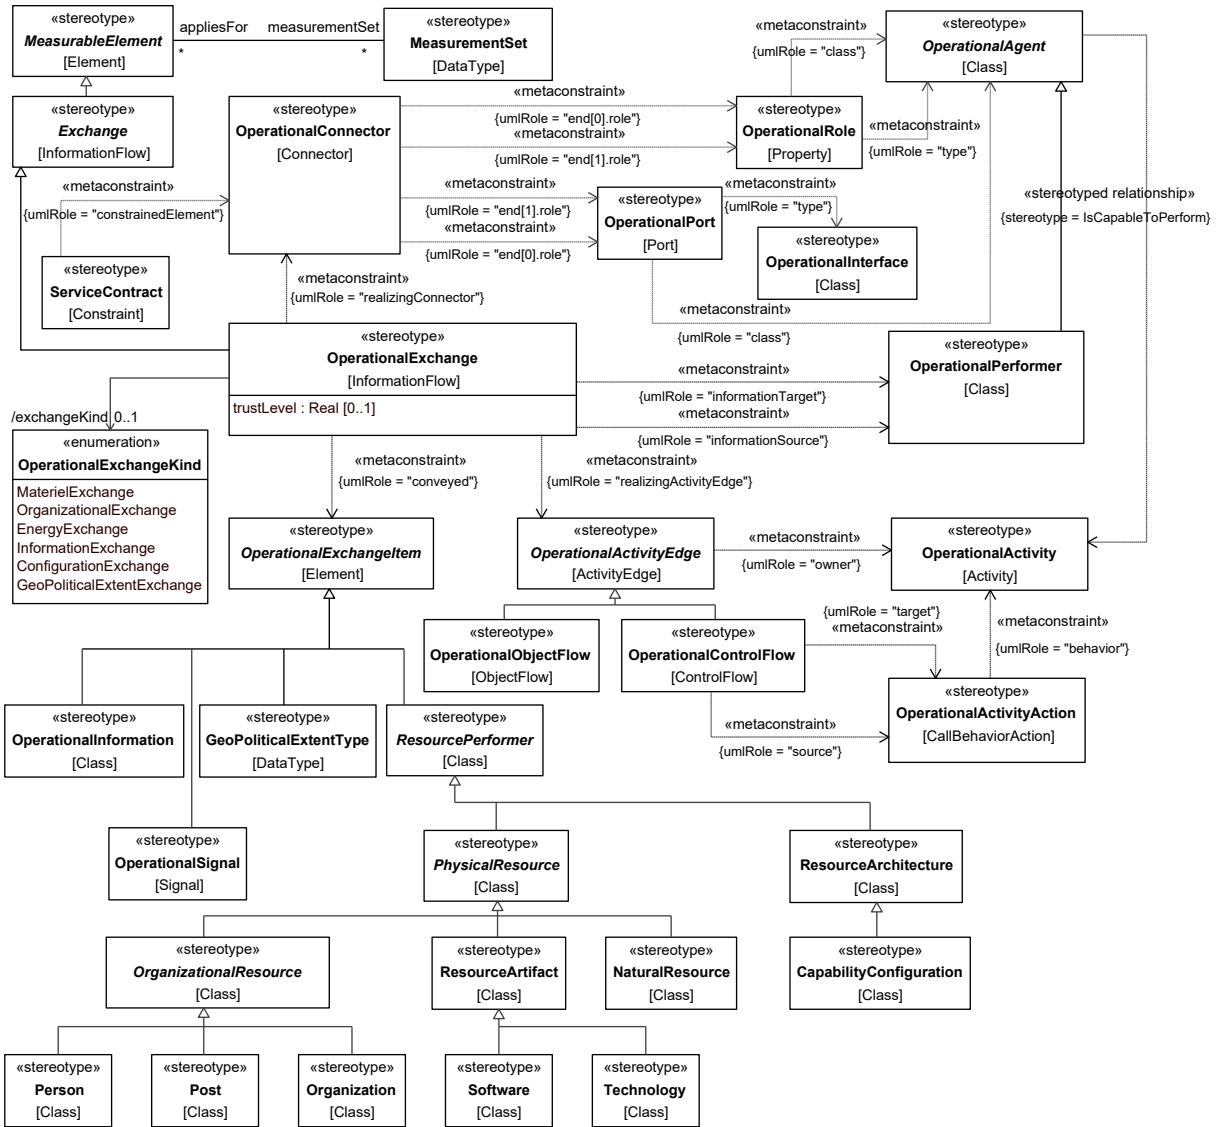 «stereotype»
MeasurableElement
[Element]
appliesFor
measurementSet
*
*
«stereotype»
MeasurementSet
[DataType]
«metaconstraint»
{umlRole = "class"}
«stereotype»
OperationalAgent
[Class]
«stereotype»
Exchange
[InformationFlow]
«stereotype»
OperationalConnector
[Connector]
«metaconstraint»
{umlRole = "end[0].role"}
«metaconstraint»
{umlRole = "end[1].role"}
«stereotype»
OperationalRole
[Property]
«metaconstraint»
{umlRole = "type"}
«metaconstraint»
{umlRole = "constrainedElement"}
«metaconstraint»
{umlRole = "end[1].role"}
«metaconstraint»
{umlRole = "end[0].role"}
«stereotype»
OperationalPort
[Port]
«metaconstraint»
{umlRole = "type"}
«stereotyped relationship»
{stereotype = IsCapableToPerform}
«stereotype»
OperationalInterface
[Class]
«stereotype»
ServiceContract
[Constraint]
«metaconstraint»
{umlRole = "realizingConnector"}
«metaconstraint»
{umlRole = "class"}
«stereotype»
OperationalExchange
[InformationFlow]
trustLevel : Real [0..1]
«stereotype»
OperationalPerformer
[Class]
«metaconstraint»
{umlRole = "informationTarget"}
«metaconstraint»
{umlRole = "informationSource"}
/exchangeKind 0..1
«enumeration»
OperationalExchangeKind
MaterielExchange
OrganizationalExchange
EnergyExchange
InformationExchange
ConfigurationExchange
GeoPoliticalExtentExchange
«metaconstraint»
{umlRole = "conveyed"}
«metaconstraint»
{umlRole = "realizingActivityEdge"}
«stereotype»
OperationalExchangeItem
[Element]
«stereotype»
OperationalActivityEdge
[ActivityEdge]
«metaconstraint»
{umlRole = "owner"}
«stereotype»
OperationalActivity
[Activity]
«stereotype»
OperationalObjectFlow
[ObjectFlow]
«stereotype»
OperationalControlFlow
[ControlFlow]
{umlRole = "target"}
«metaconstraint»
«metaconstraint»
{umlRole = "behavior"}
«metaconstraint»
{umlRole = "source"}
«stereotype»
OperationalActivityAction
[CallBehaviorAction]
«stereotype»
OperationalInformation
[Class]
«stereotype»
GeoPoliticalExtentType
[DataType]
«stereotype»
ResourcePerformer
[Class]
«stereotype»
OperationalSignal
[Signal]
«stereotype»
PhysicalResource
[Class]
«stereotype»
ResourceArchitecture
[Class]
«stereotype»
OrganizationalResource
[Class]
«stereotype»
ResourceArtifact
[Class]
«stereotype»
NaturalResource
[Class]
«stereotype»
CapabilityConfiguration
[Class]
«stereotype»
Person
[Class]
«stereotype»
Post
[Class]
«stereotype»
Organization
[Class]
«stereotype»
Software
[Class]
«stereotype»
Technology
[Class]